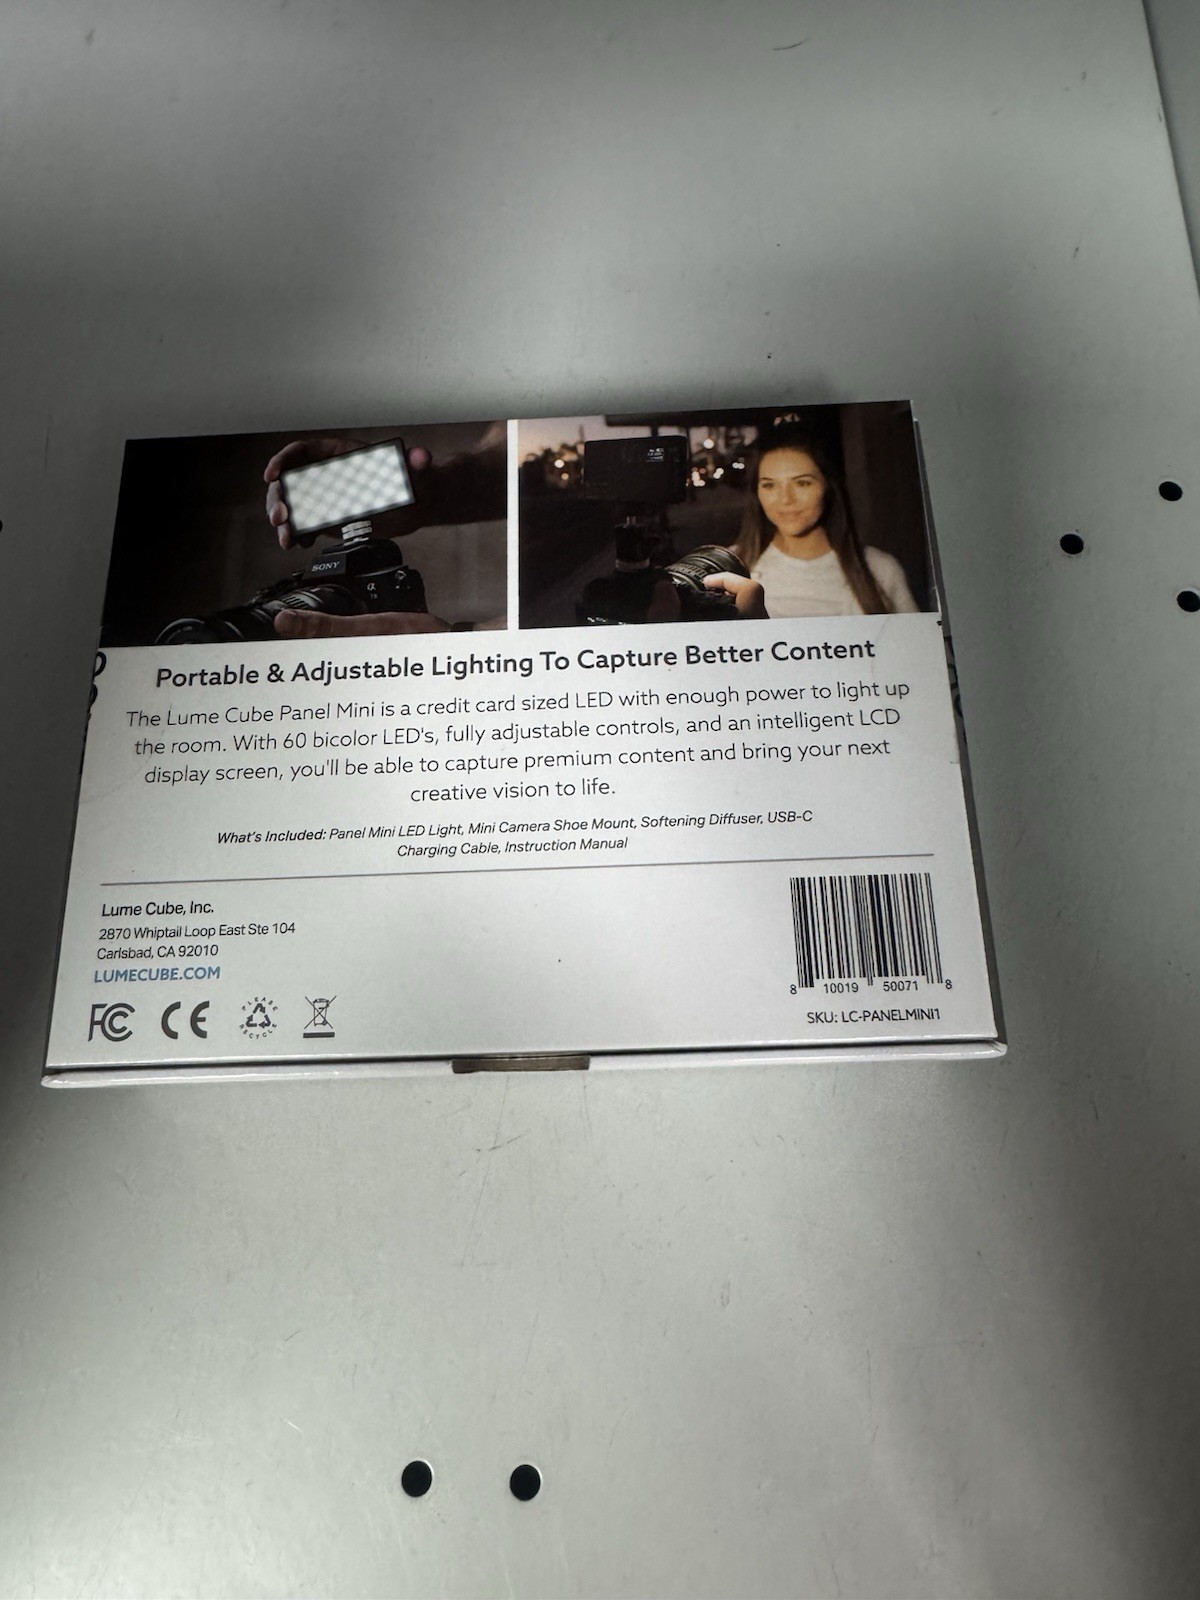 SONY
α
Portable & Adjustable Lighting To Capture Better Content
The Lume Cube Panel Mini is a credit card sized LED with enough power to light up
the room. With 60 bicolor LED's, fully adjustable controls, and an intelligent LCD
display screen, you'll be able to capture premium content and bring your next
creative vision to life.
What's Included: Panel Mini LED Light, Mini Camera Shoe Mount, Softening Diffuser, USB-C
Charging Cable, Instruction Manual
Lume Cube, Inc.
2870 Whiptail Loop East Ste 104
Carlsbad, CA 92010
LUMECUBE.COM
FC CE PLEASE RECYCLE
8 10019 50071 8
SKU: LC-PANELMINI1